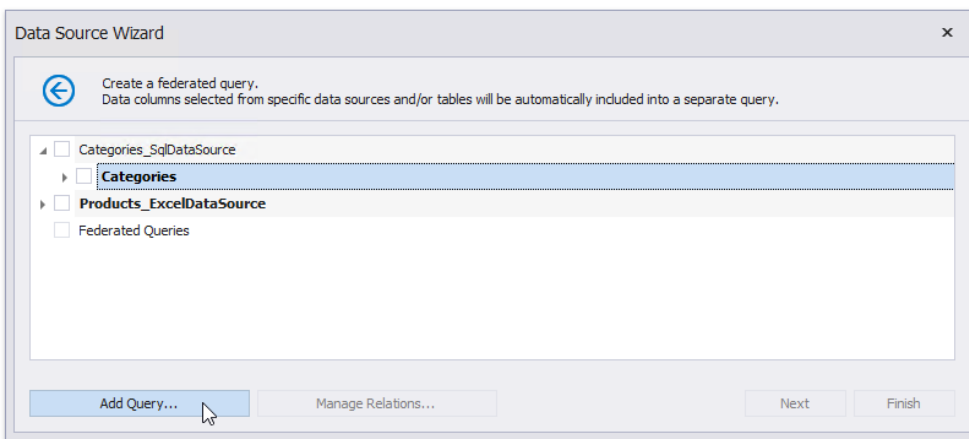 Data Source Wizard
Create a federated query.
Data columns selected from specific data sources and/or tables will be automatically included into a separate query.
Categories_SqlDataSource
Categories
Products_ExcelDataSource
Federated Queries
Add Query...
Manage Relations...
Next
Finish